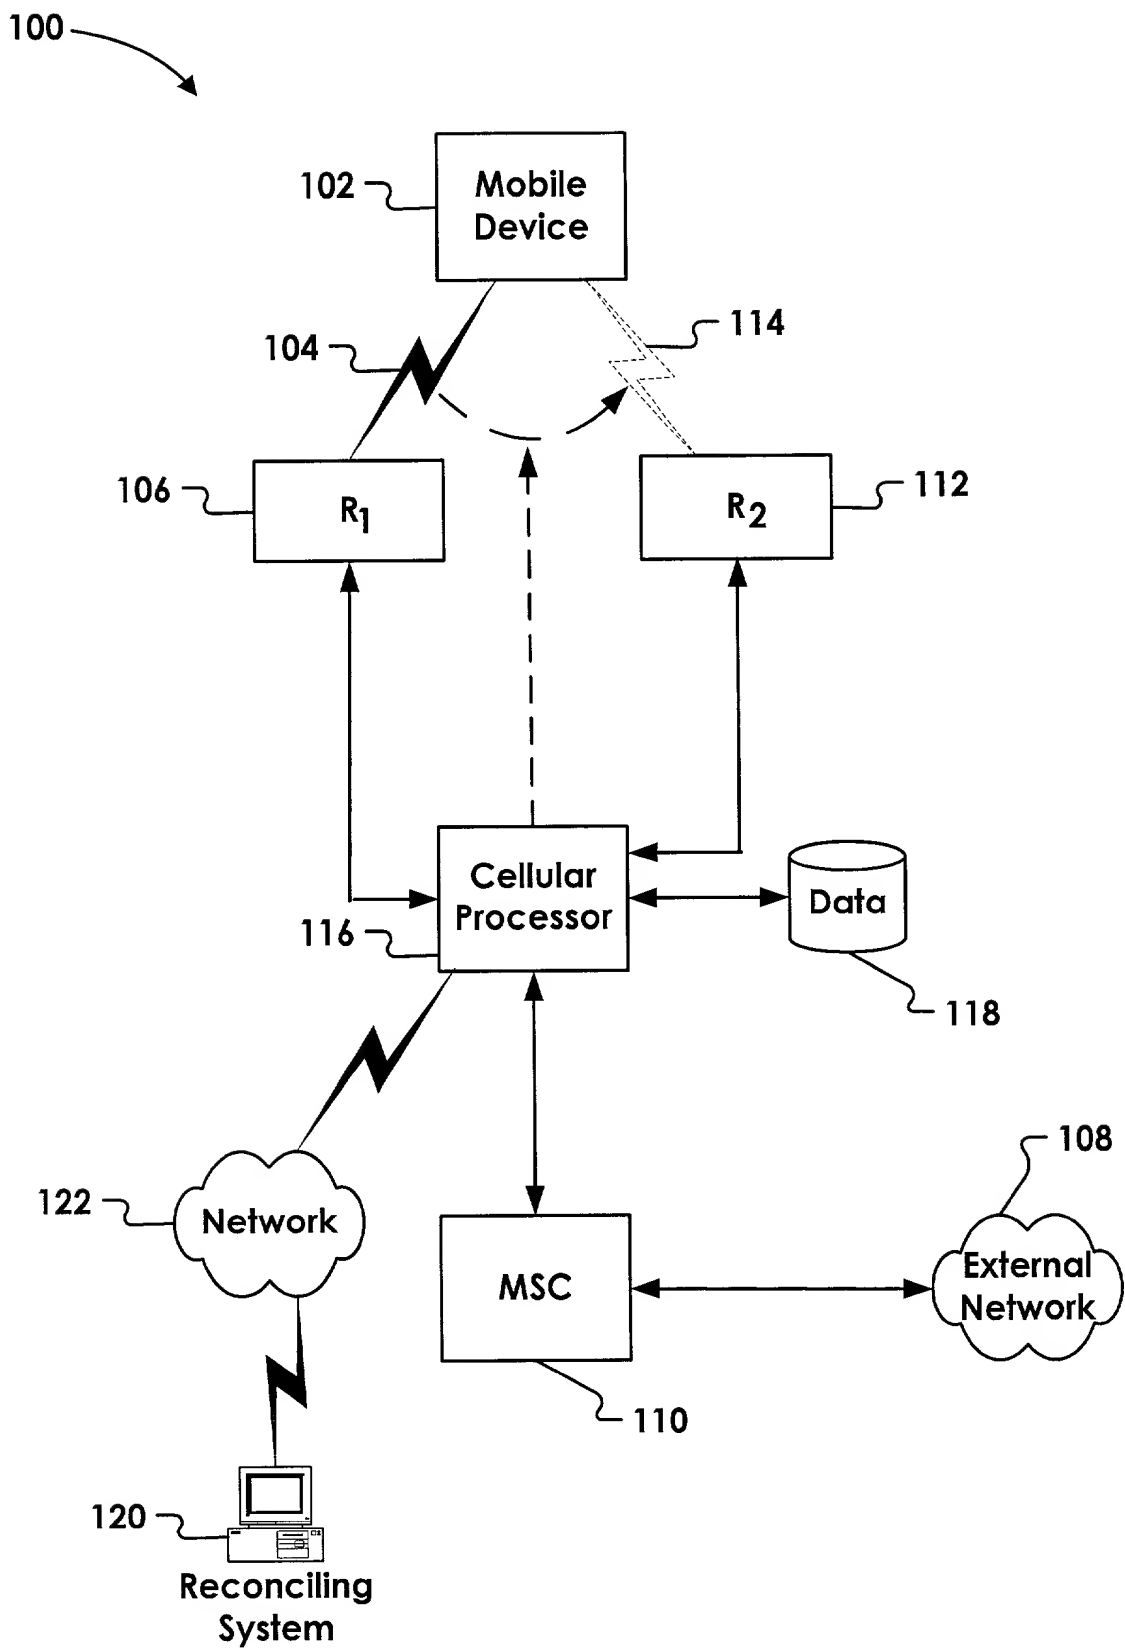 100
102
Mobile
Device
104
114
106
R1
R2
112
Cellular
Processor
116
Data
118
108
122
Network
MSC
External
Network
110
120
Reconciling
System